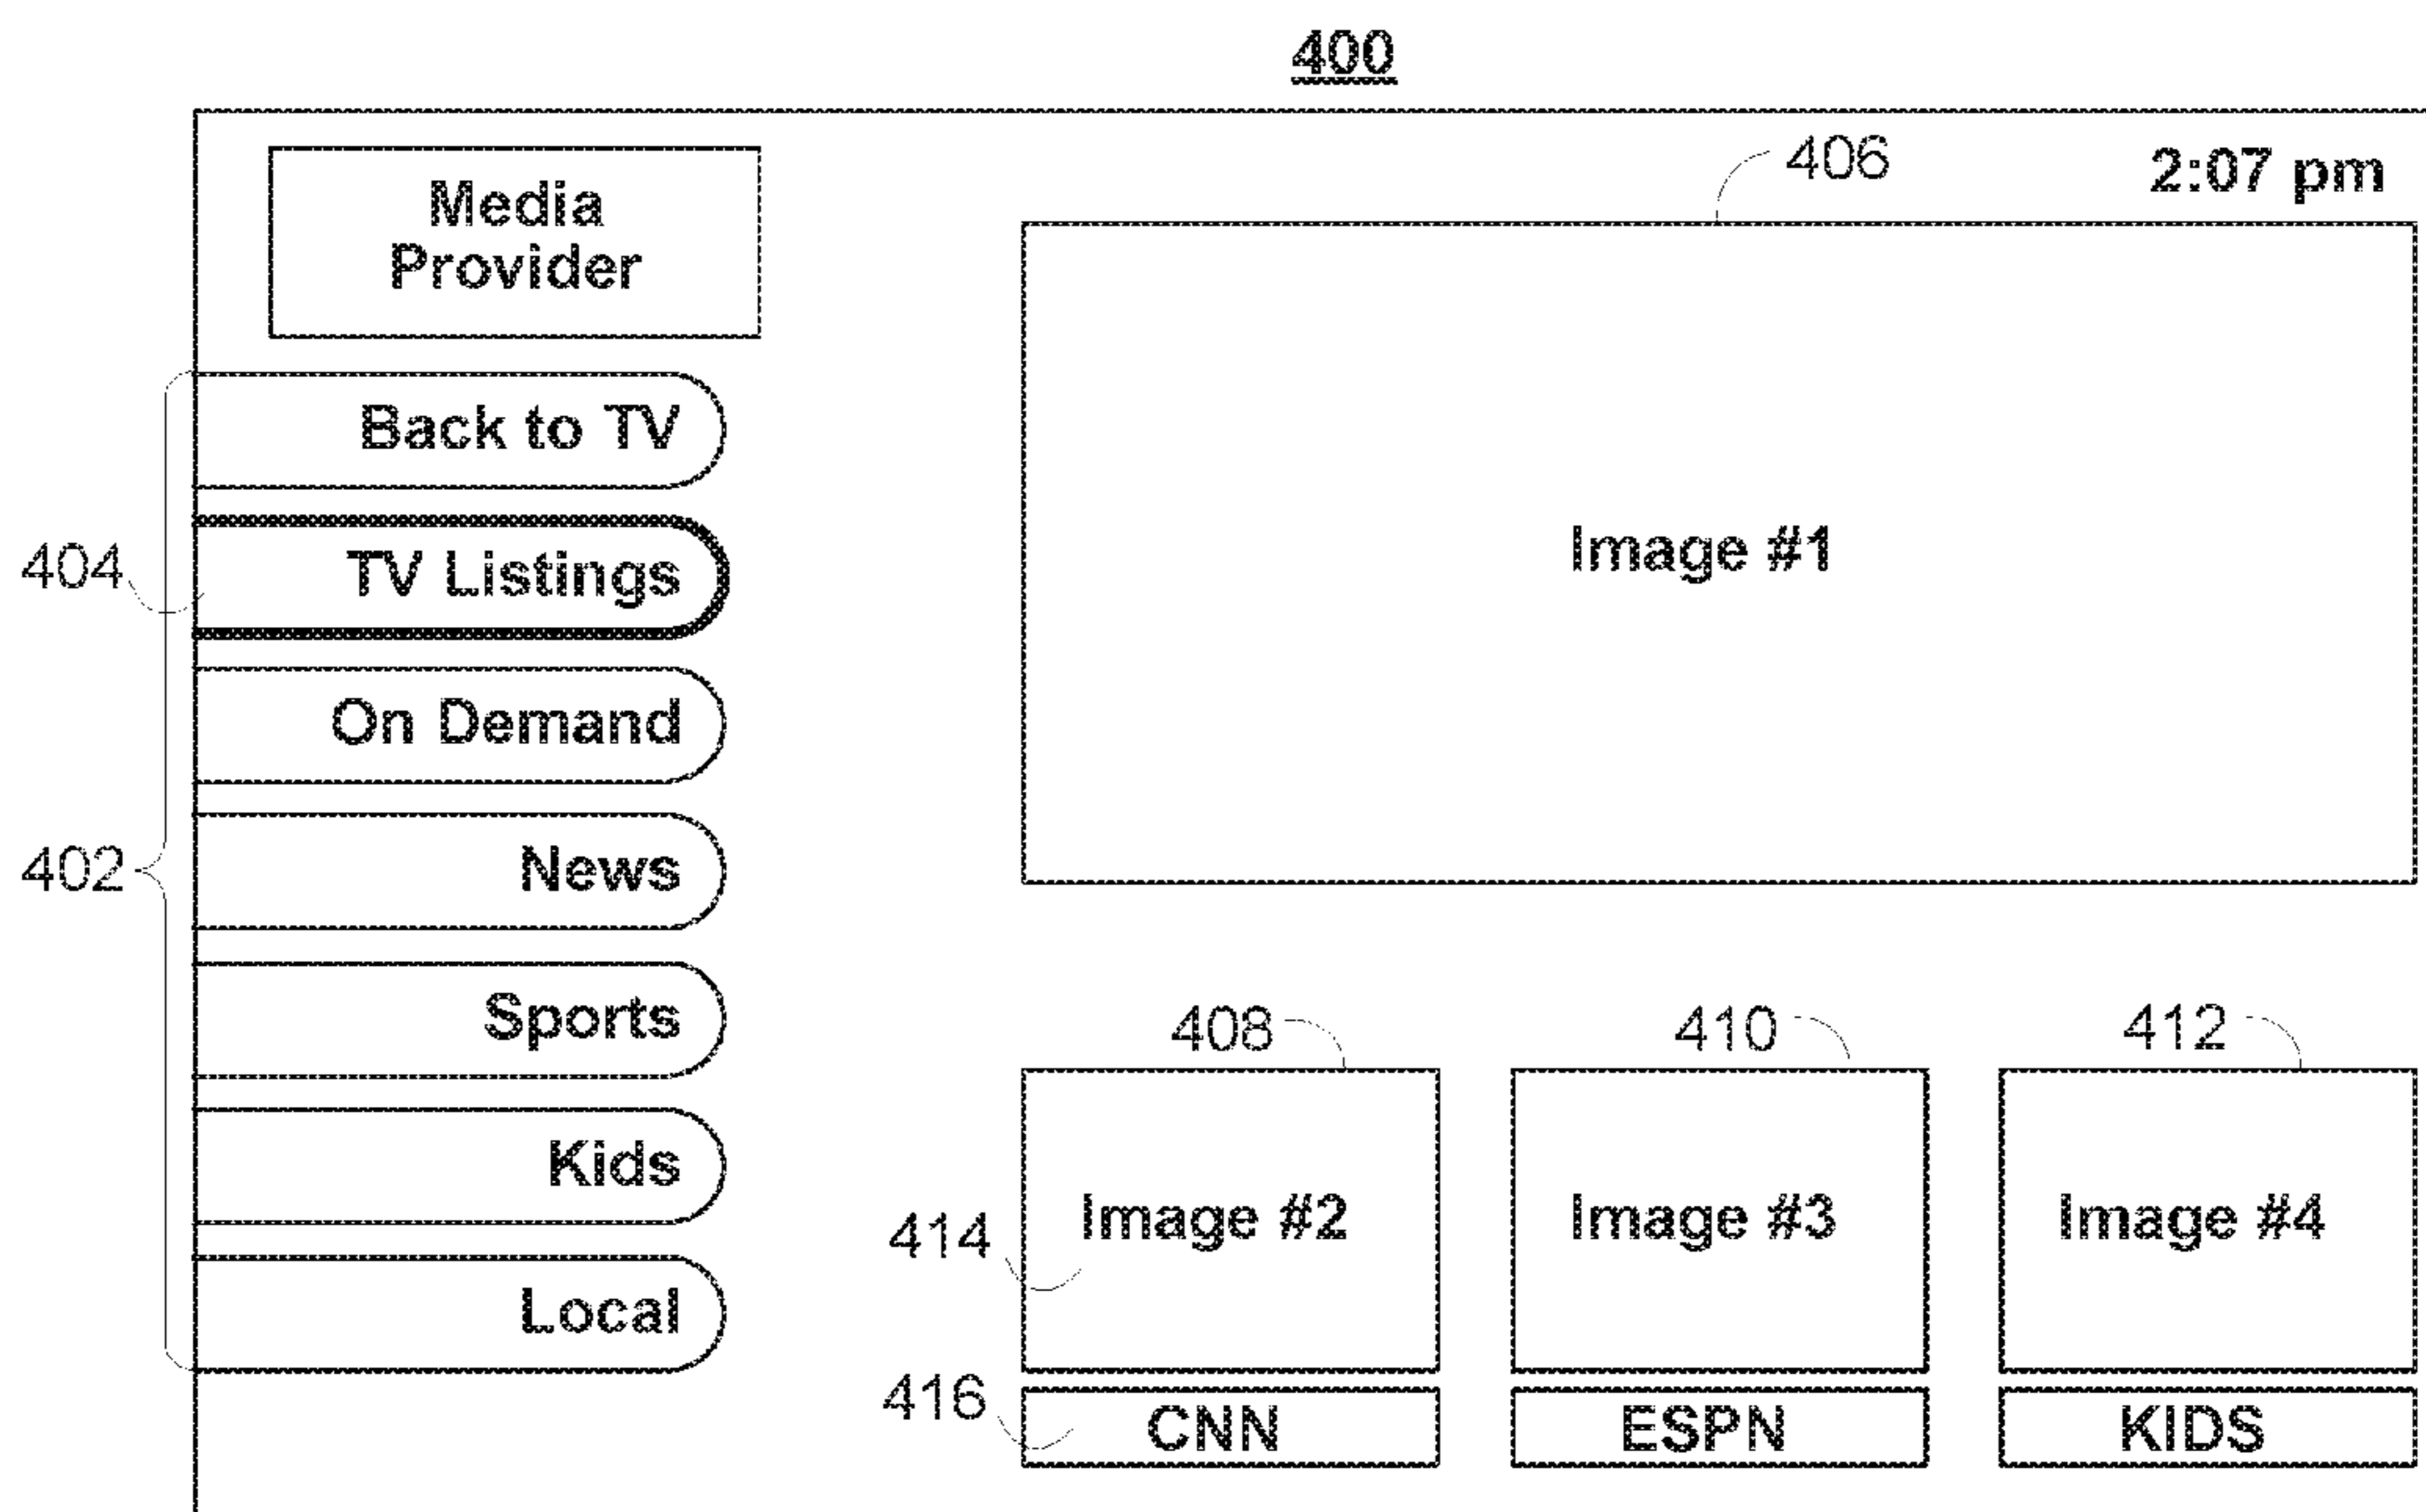 400
406
2:07 pm
Media
Provider
Back to TV
404
TV Listings
Image #1
On Demand
402
News
Sports
408
410
412
Kids
414
Image #2
Image #3
Image #4
Local
416
CNN
ESPN
KIDS